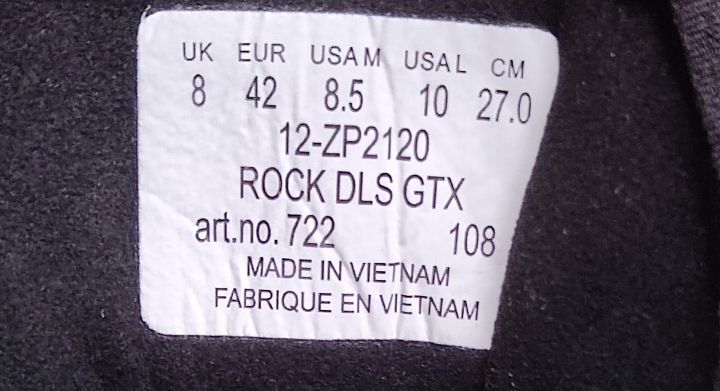 UK EUR USA M USA L CM
8 42 8.5 10 27.0
12-ZP2120
ROCK DLS GTX
art.no. 722 108
MADE IN VIETNAM
FABRIQUE EN VIETNAM